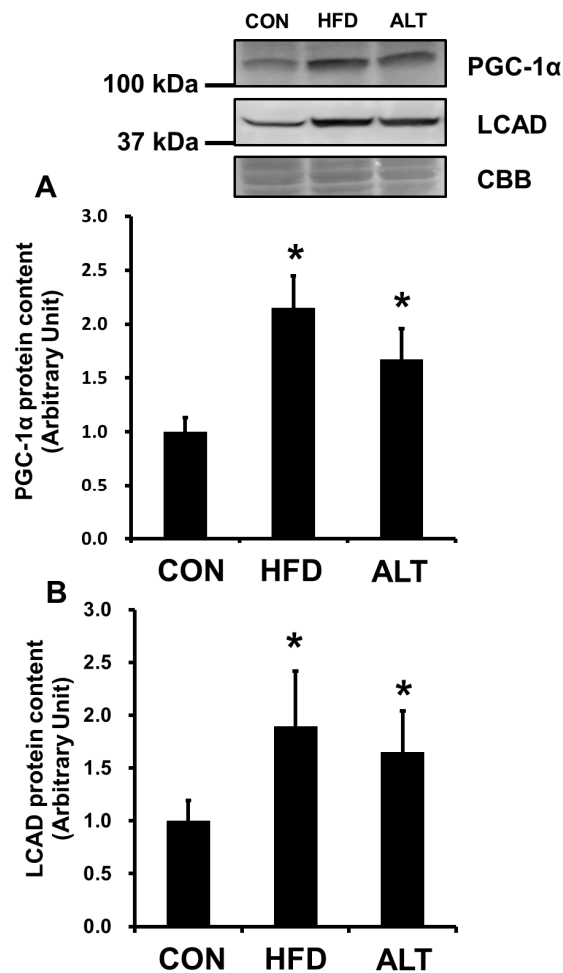 CON HFD ALT
PGC-1α
100 kDa
LCAD
37 kDa
CBB
A
PGC-1α protein content
(Arbitrary Unit)
3.0
2.5
2.0
1.5
1.0
0.5
0.0
*
*
CON HFD ALT
B
LCAD protein content
(Arbitrary Unit)
3.0
2.5
2.0
1.5
1.0
0.5
0.0
*
*
CON HFD ALT